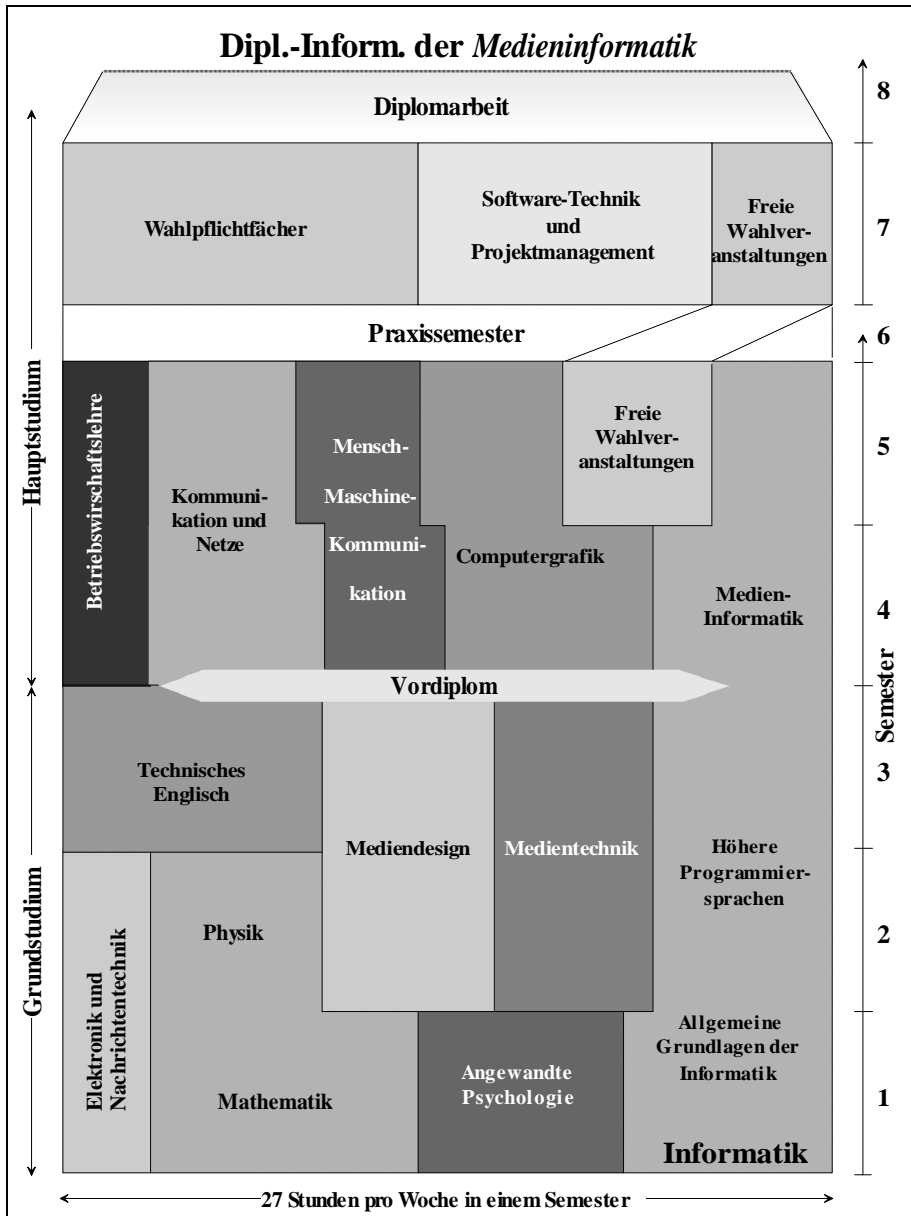 Dipl.-Inform. der Medieninformatik
Diplomarbeit
8
Wahlpflichtfächer
Software-Technik
und
Projektmanagement
Freie
Wahlver-
anstaltungen
7
Praxissemester
6
Hauptstudium
Betriebswirtschaftslehre
Kommuni-
kation und
Netze
Mensch-
Maschine-
Kommuni-
kation
Computergrafik
Freie
Wahlver-
anstaltungen
5
Medien-
Informatik
4
Vordiplom
Semester
Grundstudium
Technisches
Englisch
3
Mediendesign
Medientechnik
Höhere
Programmier-
sprachen
Physik
2
Elektronik und
Nachrichtentechnik
Mathematik
Angewandte
Psychologie
Allgemeine
Grundlagen der
Informatik
1
Informatik
27 Stunden pro Woche in einem Semester